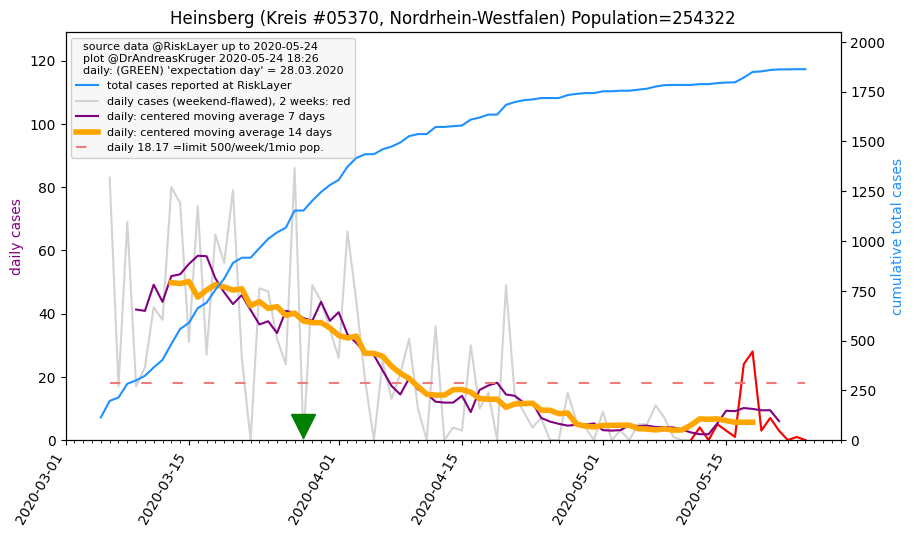 Heinsberg (Kreis #05370, Nordrhein-Westfalen) Population=254322
source data @RiskLayer up to 2020-05-24
plot @DrAndreasKruger 2020-05-24 18:26
daily: (GREEN) 'expectation day' = 28.03.2020
total cases reported at RiskLayer
daily cases (weekend-flawed), 2 weeks: red
daily: centered moving average 7 days
daily: centered moving average 14 days
daily 18.17 =limit 500/week/1mio pop.
daily cases
120
100
80
60
40
20
0
cumulative total cases
2000
1750
1500
1250
1000
750
500
250
0
2020-03-01
2020-03-15
2020-04-01
2020-04-15
2020-05-01
2020-05-15